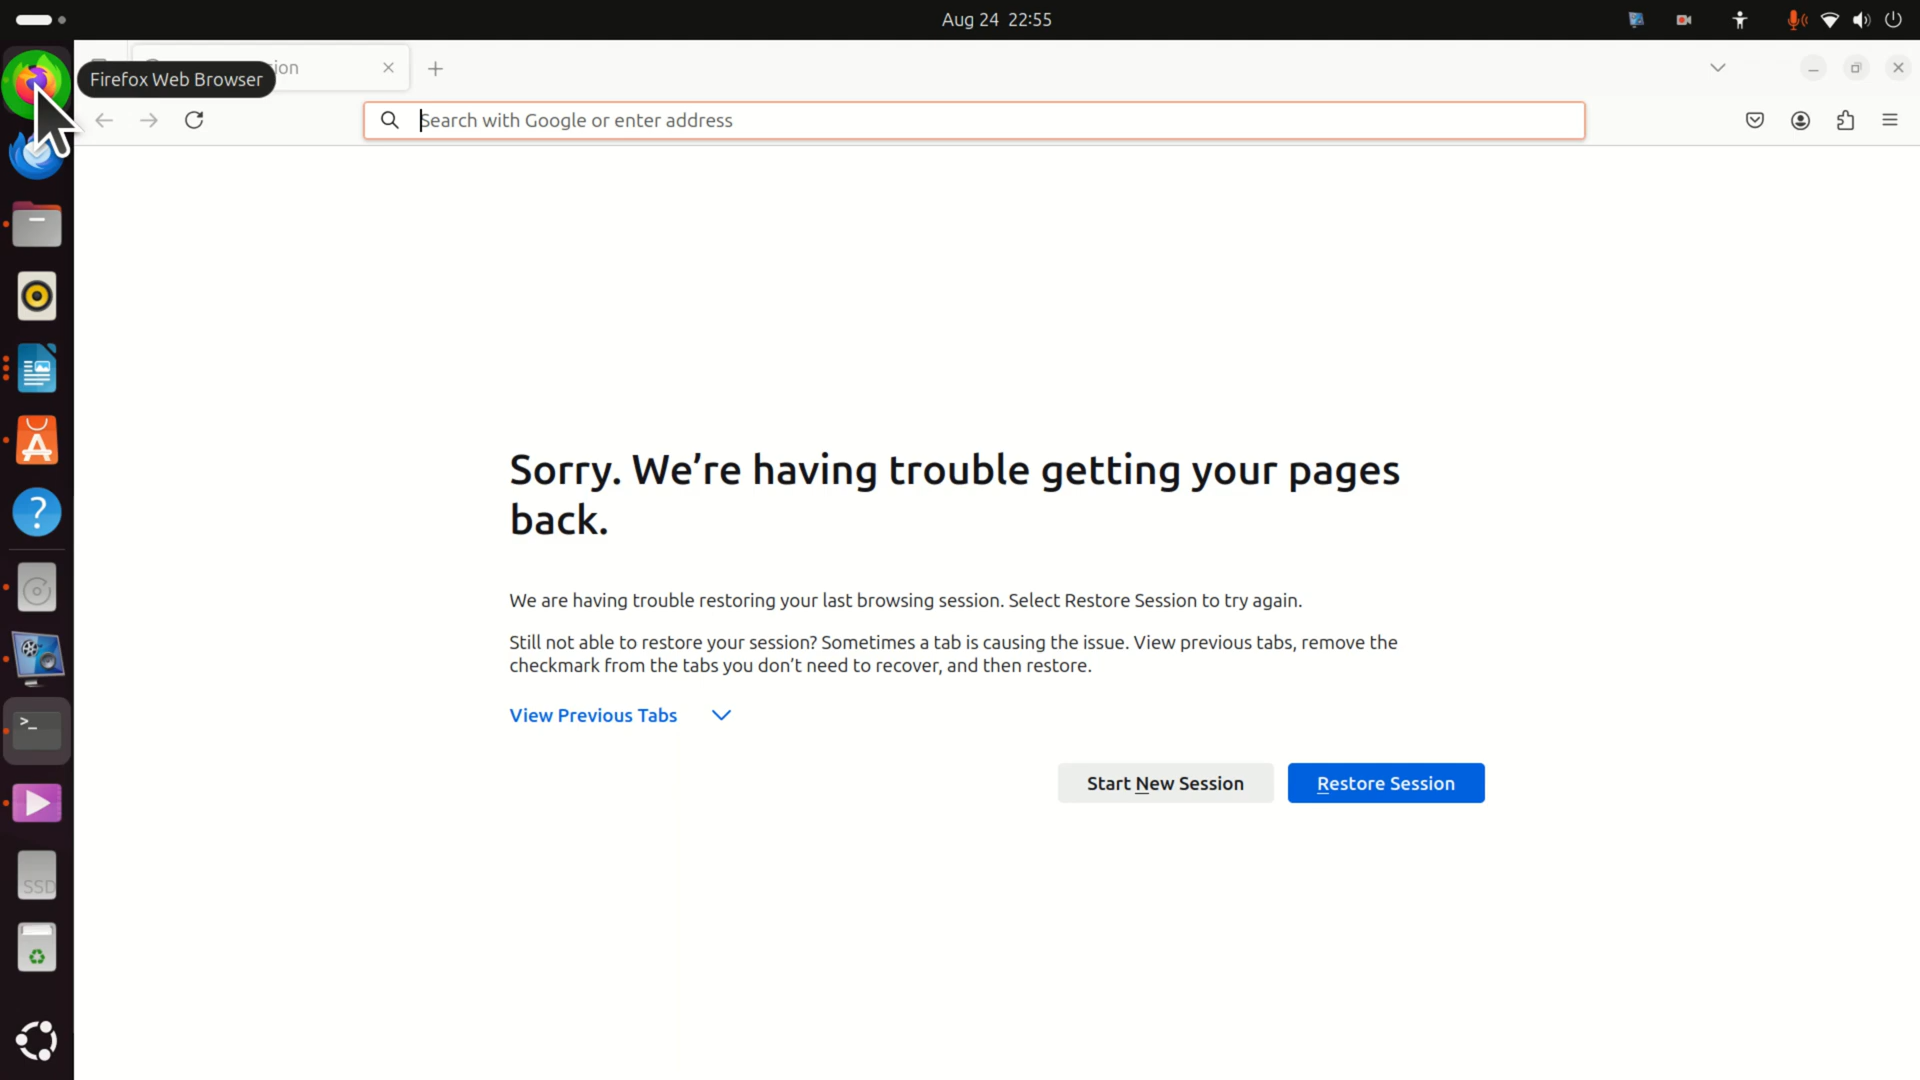 Aug 24 22:55
Firefox Web Browser
ion
Search with Google or enter address
Sorry. We're having trouble getting your pages
back.
We are having trouble restoring your last browsing session. Select Restore Session to try again.
Still not able to restore your session? Sometimes a tab is causing the issue. View previous tabs, remove the
checkmark from the tabs you don't need to recover, and then restore.
View Previous Tabs
Start New Session
Restore Session
SSD